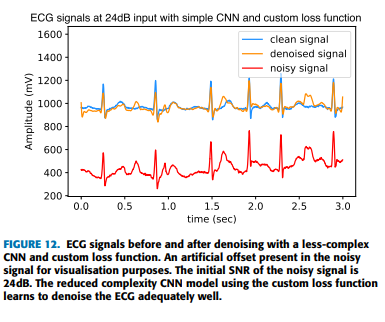 ECG signals at 24dB input with simple CNN and custom loss function
1600
1400
1200
1000
800
600
400
200
Amplitude (mV)
clean signal
denoised signal
noisy signal
0.0 0.5 1.0 1.5 2.0 2.5 3.0
time (sec)
FIGURE 12. ECG signals before and after denoising with a less-complex
CNN and custom loss function. An artificial offset present in the noisy
signal for visualisation purposes. The initial SNR of the noisy signal is
24dB. The reduced complexity CNN model using the custom loss function
learns to denoise the ECG adequately well.